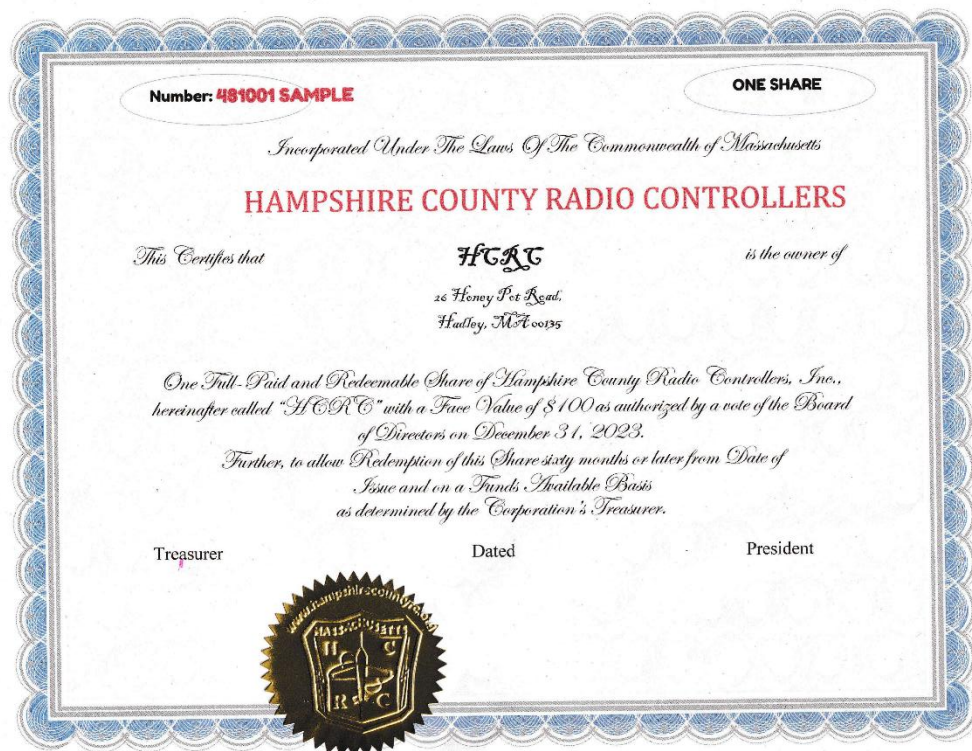 Number: 481001 SAMPLE
ONE SHARE
Incorporated Under The Laws Of The Commonwealth of Massachusetts
HAMPSHIRE COUNTY RADIO CONTROLLERS
This Certifies that
HCRC
is the owner of
26 Honey Pot Road,
Hadley, MA 00135
One Full-Paid and Redeemable Share of Hampshire County Radio Controllers, Inc.,
hereinafter called "HCRC" with a Face Value of $100 as authorized by a vote of the Board
of Directors on December 31, 2023.
Further, to allow Redemption of this Share sixty months or later from Date of
Issue and on a Funds Available Basis
as determined by the Corporation's Treasurer.
Treasurer
Dated
President
MASSACHUSETTS
H C
R C